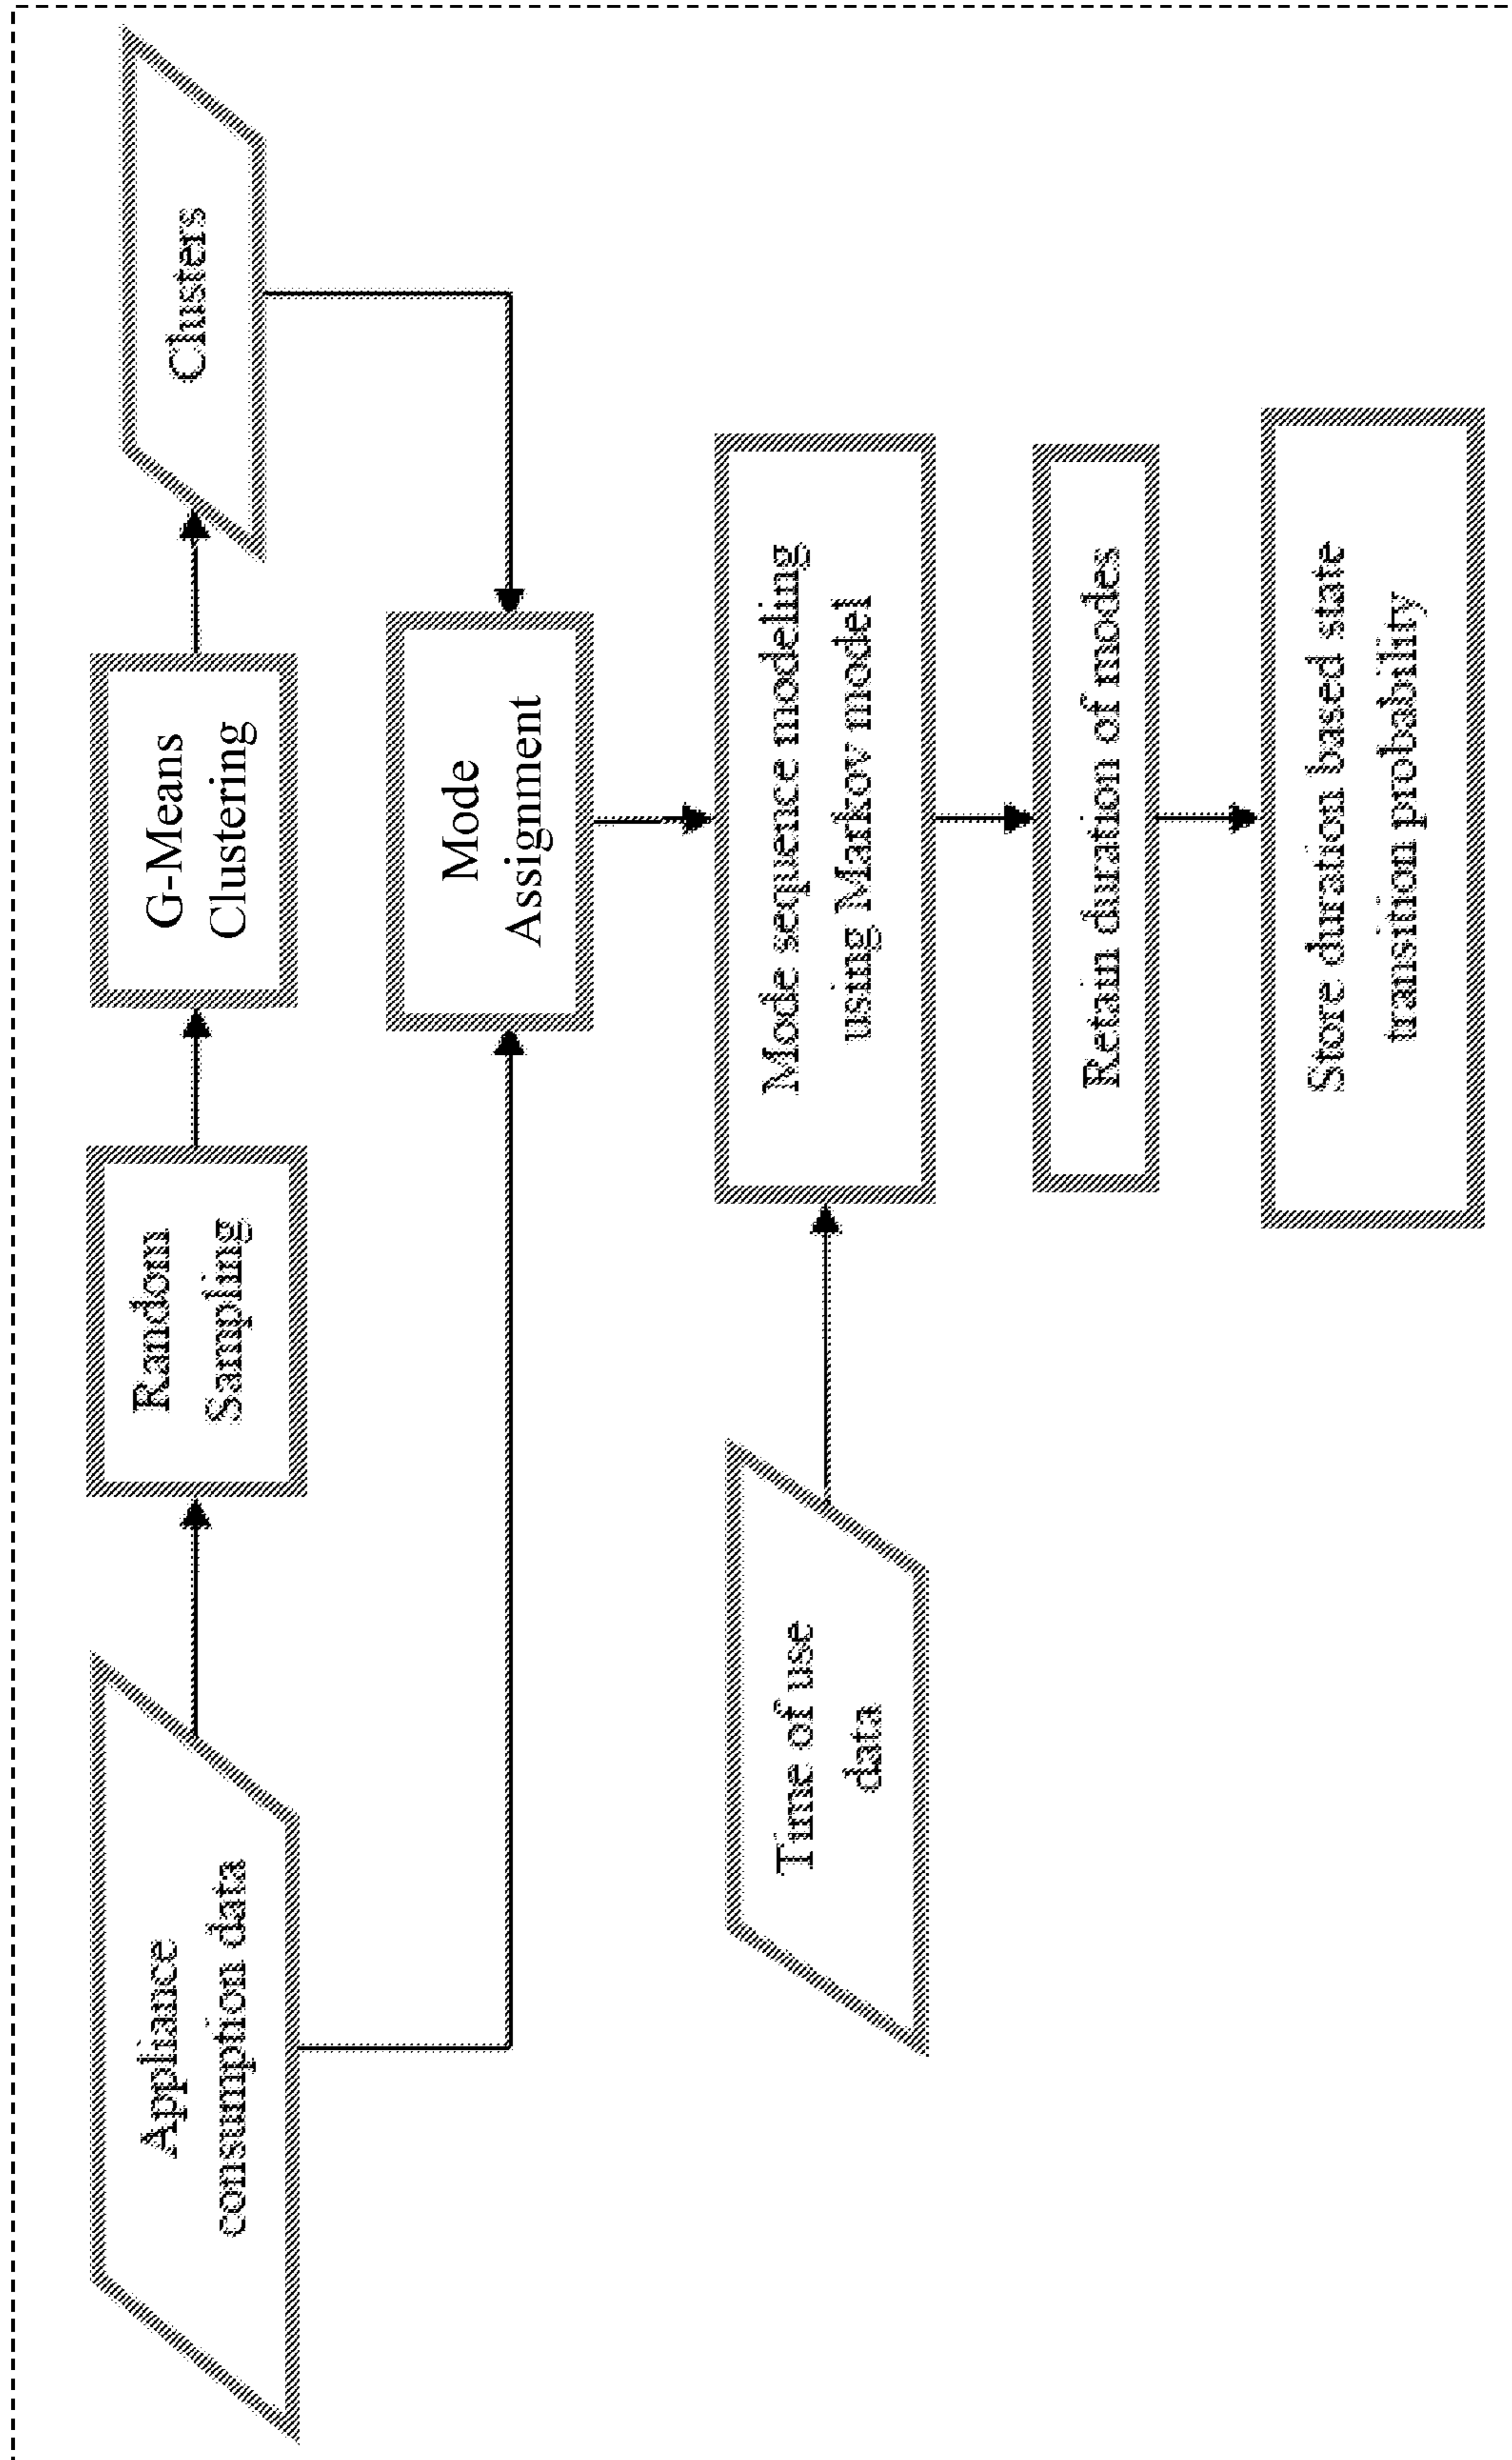 Appliance
consumption data
Random
Sampling
G-Means
Clustering
Clusters
Mode
Assignment
Time of use
data
Mode sequence modeling
using Markov model
Retain duration of modes
Store duration based state
transition probability